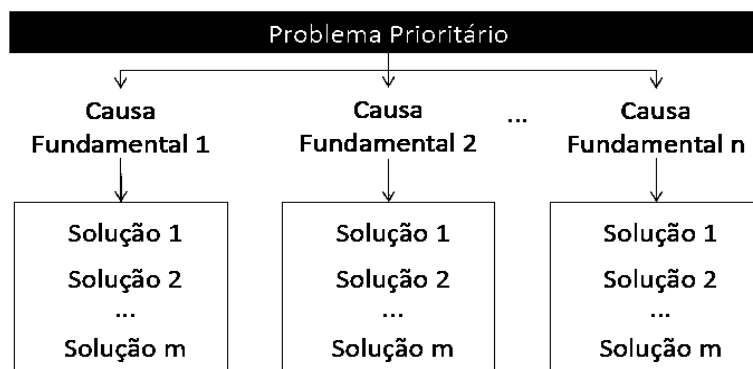 Problema Prioritário
Causa Fundamental 1
Causa Fundamental 2
...
Causa Fundamental n
Solução 1
Solução 2
...
Solução m
Solução 1
Solução 2
...
Solução m
Solução 1
Solução 2
...
Solução m